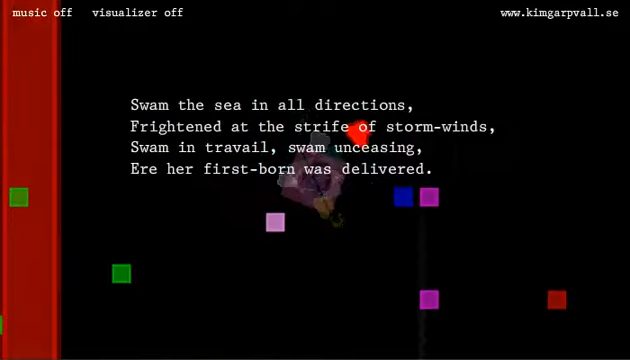 music off visualizer off www.kimgarpvall.se
Swam the sea in all directions,
Frightened at the strife of storm-winds,
Swam in travail, swam unceasing,
Ere her first-born was delivered.